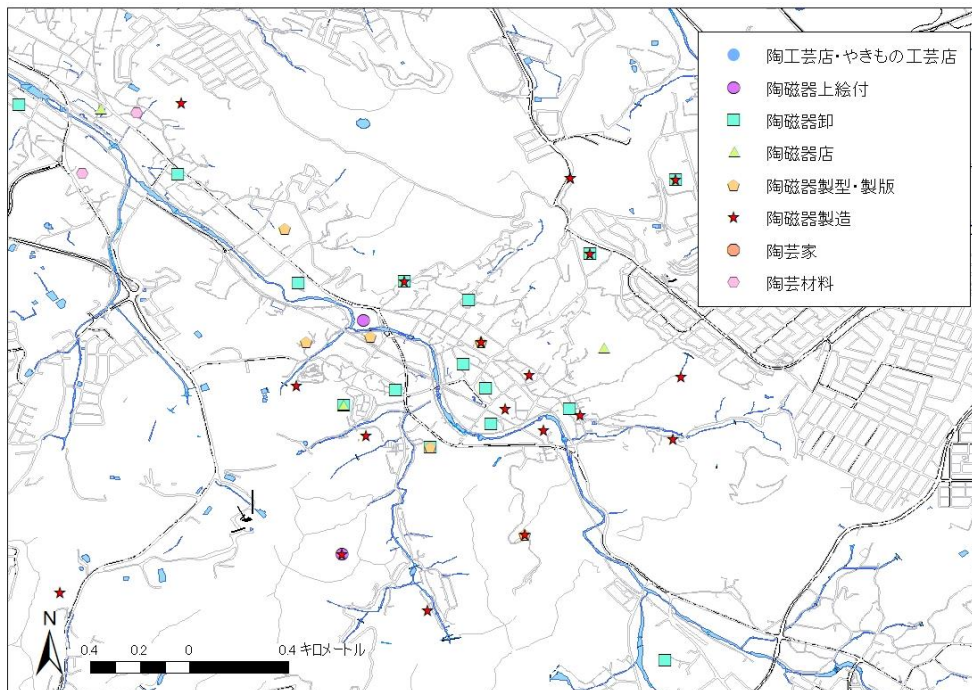 陶工芸店・やきもの工芸店
陶磁器上絵付
陶磁器卸
陶磁器店
陶磁器製型・製版
陶磁器製造
陶芸家
陶芸材料
N
0.4 0.2 0 0.4 キロメートル